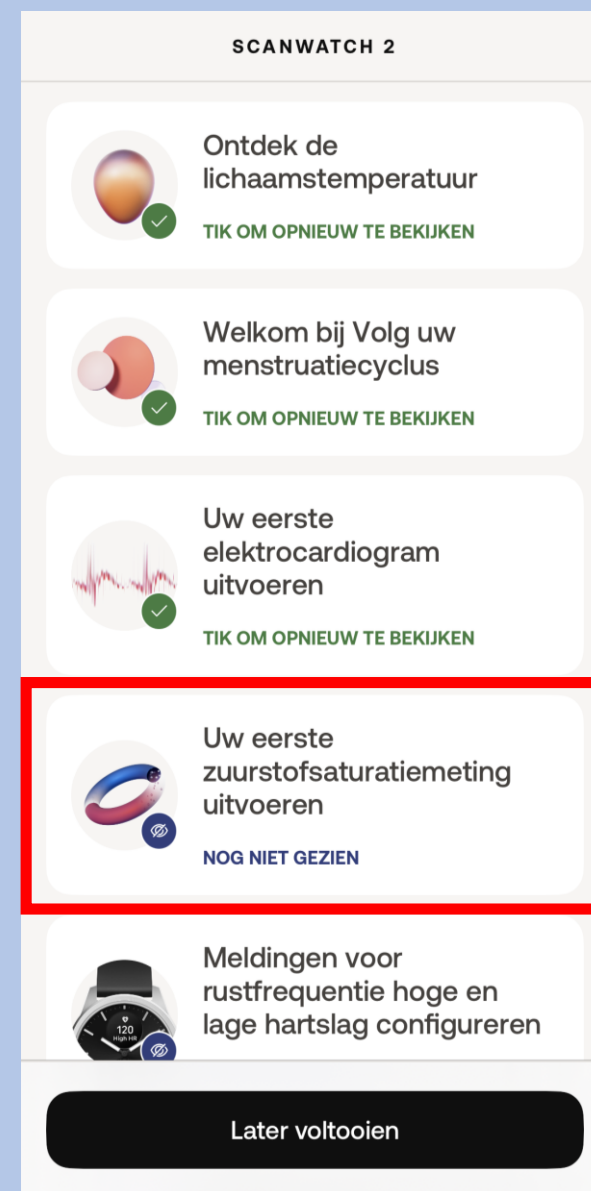 SCANWATCH 2
Ontdek de
lichaamstemperatuur
TIK OM OPNIEUW TE BEKIJKEN
Welkom bij Volg uw
menstruatiecyclus
TIK OM OPNIEUW TE BEKIJKEN
Uw eerste
elektrocardiogram
uitvoeren
TIK OM OPNIEUW TE BEKIJKEN
Uw eerste
zuurstofsaturatiemeting
uitvoeren
NOG NIET GEZIEN
Meldingen voor
rustfrequentie hoge en
lage hartslag configureren
120
High HR
Later voltooien